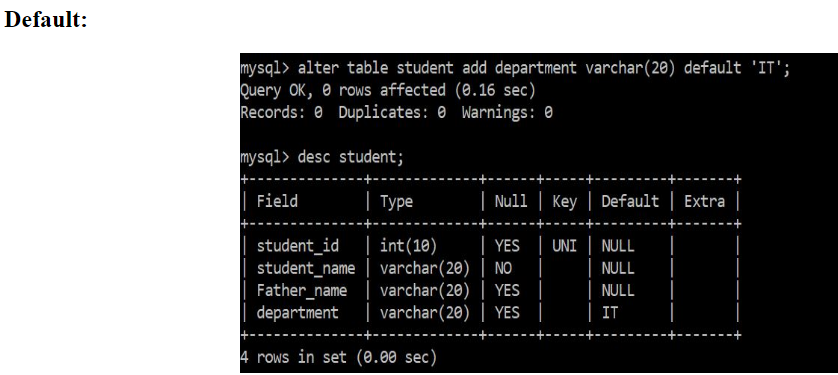 Default:
mysql> alter table student add department varchar(20) default 'IT';
Query OK, 0 rows affected (0.16 sec)
Records: 0  Duplicates: 0  Warnings: 0
mysql> desc student;
+--------------+-------------+------+-----+---------+-------+
| Field        | Type        | Null | Key | Default | Extra |
+--------------+-------------+------+-----+---------+-------+
| student_id   | int(10)     | YES  | UNI | NULL    |       |
| student_name | varchar(20) | NO   |     | NULL    |       |
| Father_name  | varchar(20) | YES  |     | NULL    |       |
| department   | varchar(20) | YES  |     | IT      |       |
+--------------+-------------+------+-----+---------+-------+
4 rows in set (0.00 sec)